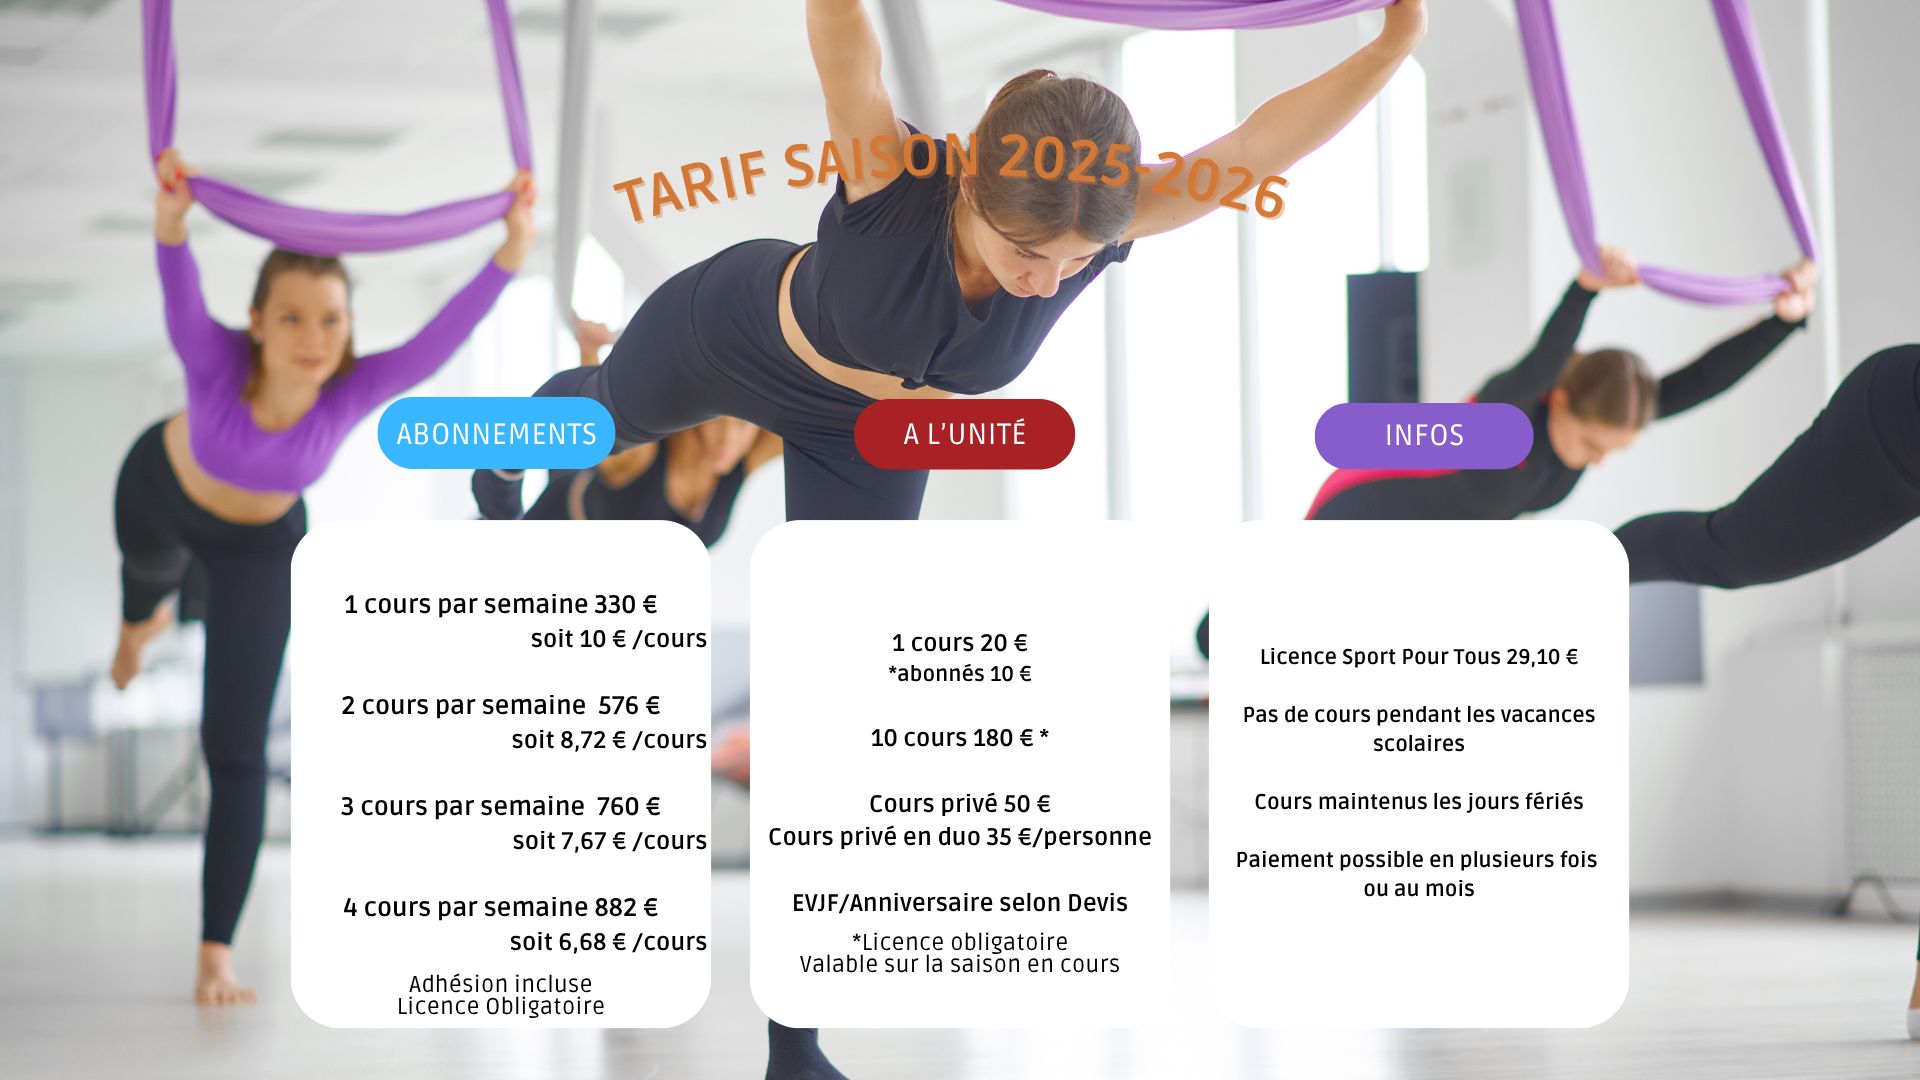 TARIF SAISON 2025-2026
ABONNEMENTS
1 cours par semaine 330 €
soit 10 € /cours
2 cours par semaine  576 €
soit 8,72 € /cours
3 cours par semaine  760 €
soit 7,67 € /cours
4 cours par semaine 882 €
soit 6,68 € /cours
Adhésion incluse
Licence Obligatoire
A L’UNITÉ
1 cours 20 €
*abonnés 10 €
10 cours 180 € *
Cours privé 50 €
Cours privé en duo 35 €/personne
EVJF/Anniversaire selon Devis
*Licence obligatoire
Valable sur la saison en cours
INFOS
Licence Sport Pour Tous 29,10 €
Pas de cours pendant les vacances
scolaires
Cours maintenus les jours fériés
Paiement possible en plusieurs fois
ou au mois